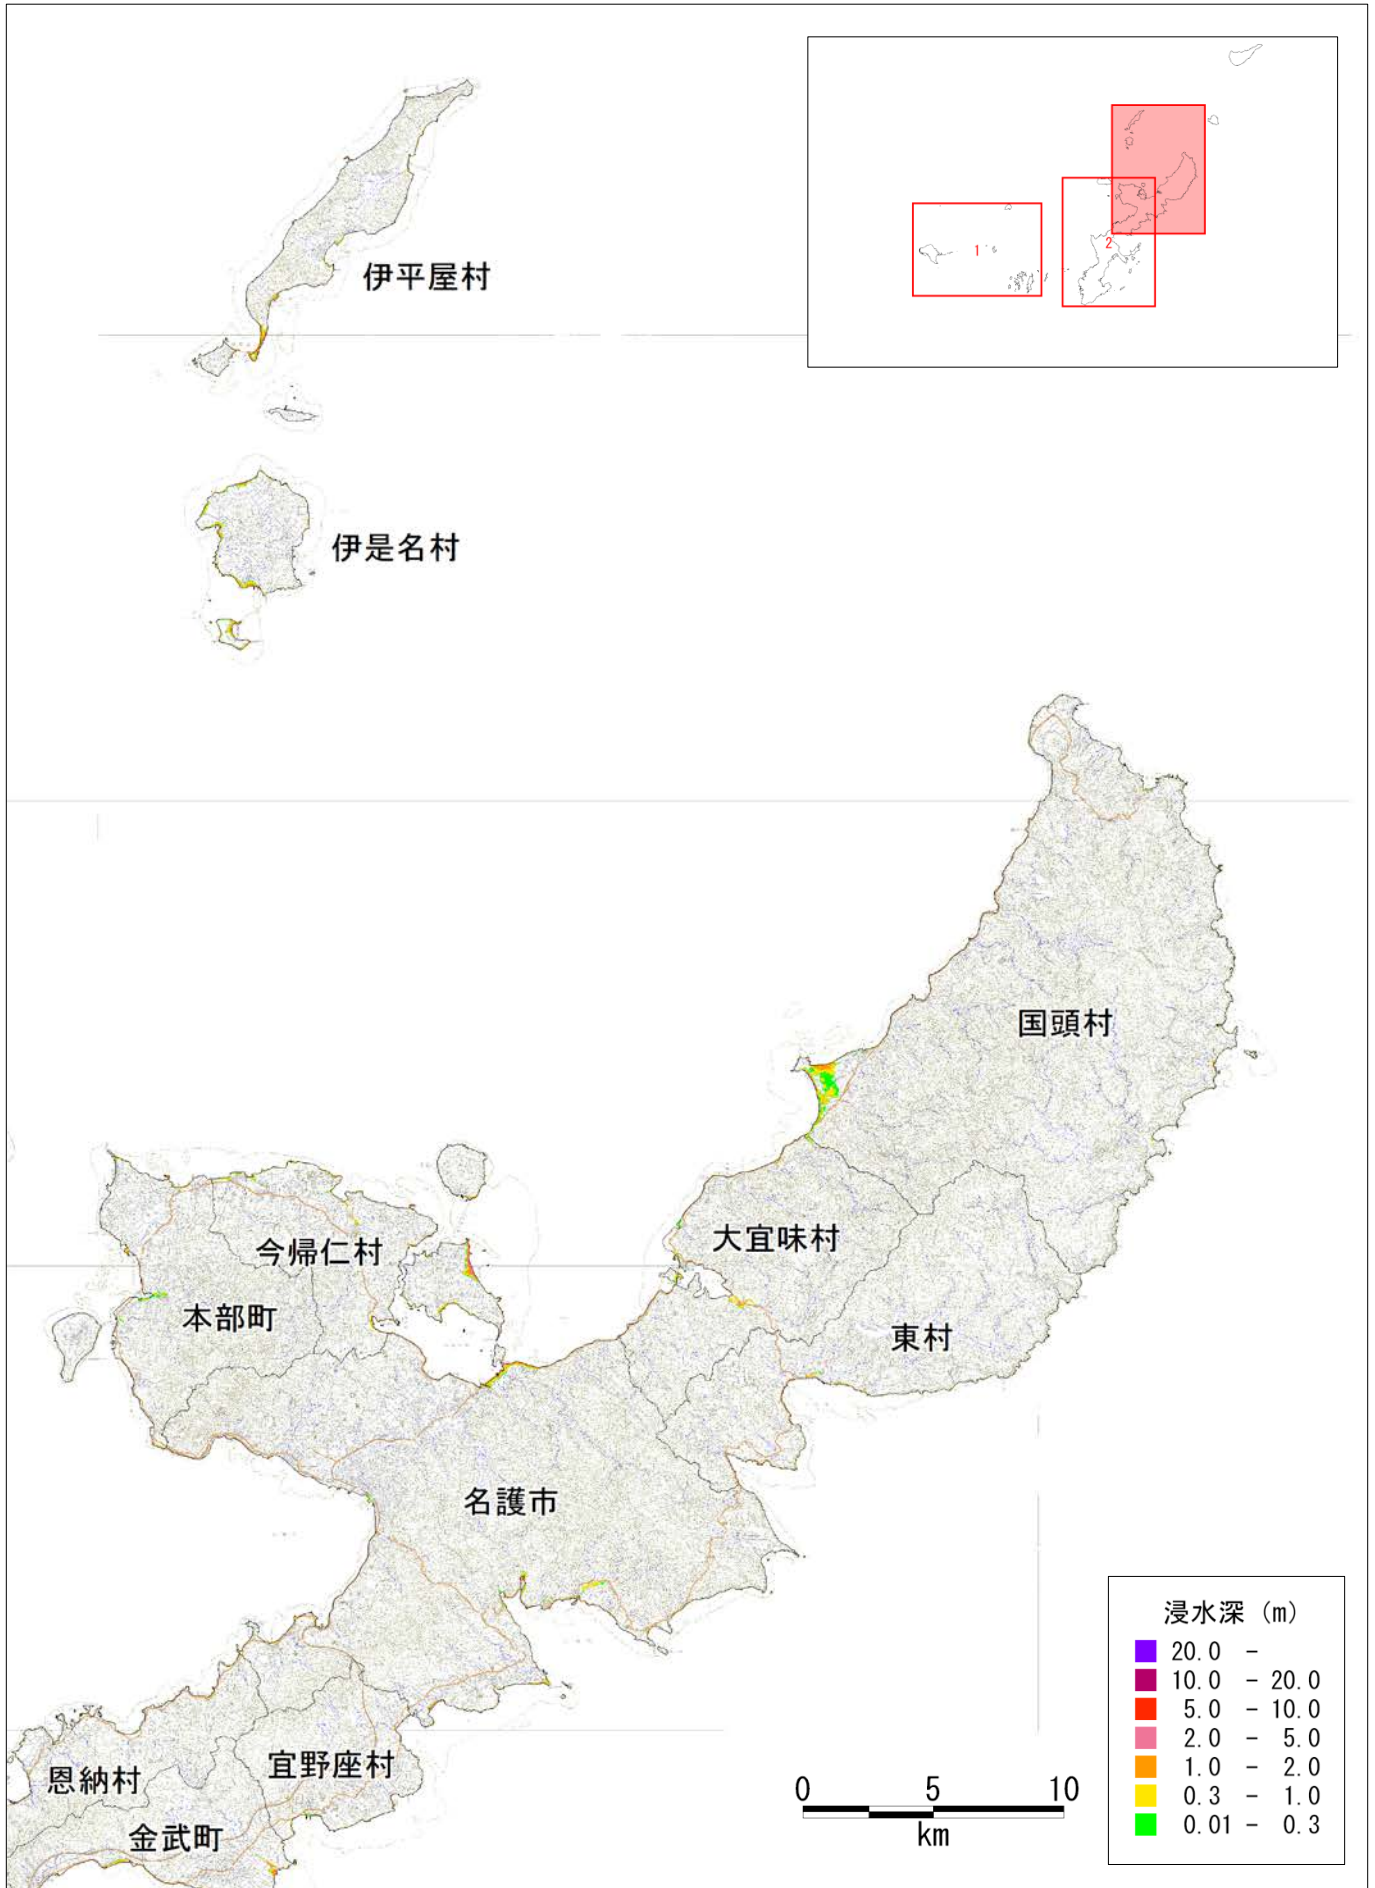 1
2
伊平屋村
伊是名村
国頭村
大宜味村
今帰仁村
本部町
東村
名護市
宜野座村
恩納村
金武町
浸水深 (m)
20.0 -
10.0 - 20.0
5.0 - 10.0
2.0 - 5.0
1.0 - 2.0
0.3 - 1.0
0.01 - 0.3
0 5 10
km